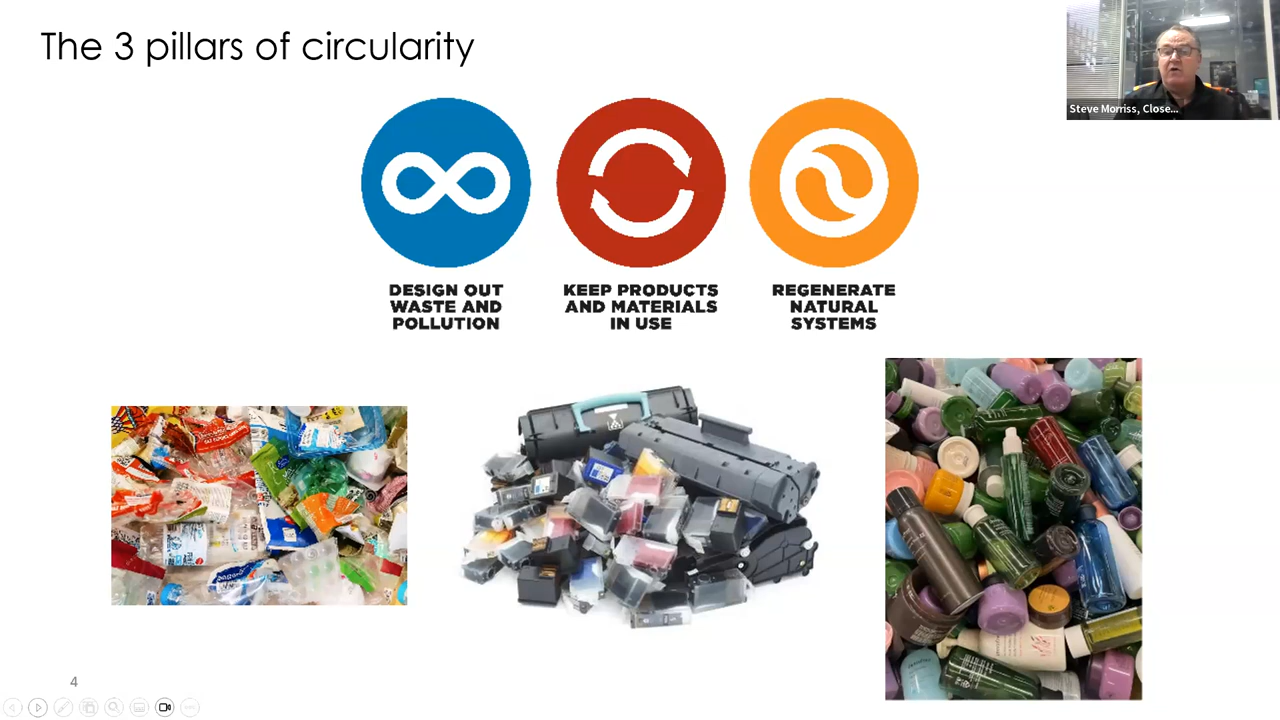 The 3 pillars of circularity
Steve Morriss, Close...
DESIGN OUT
WASTE AND
POLLUTION
KEEP PRODUCTS
AND MATERIALS
IN USE
REGENERATE
NATURAL
SYSTEMS
4